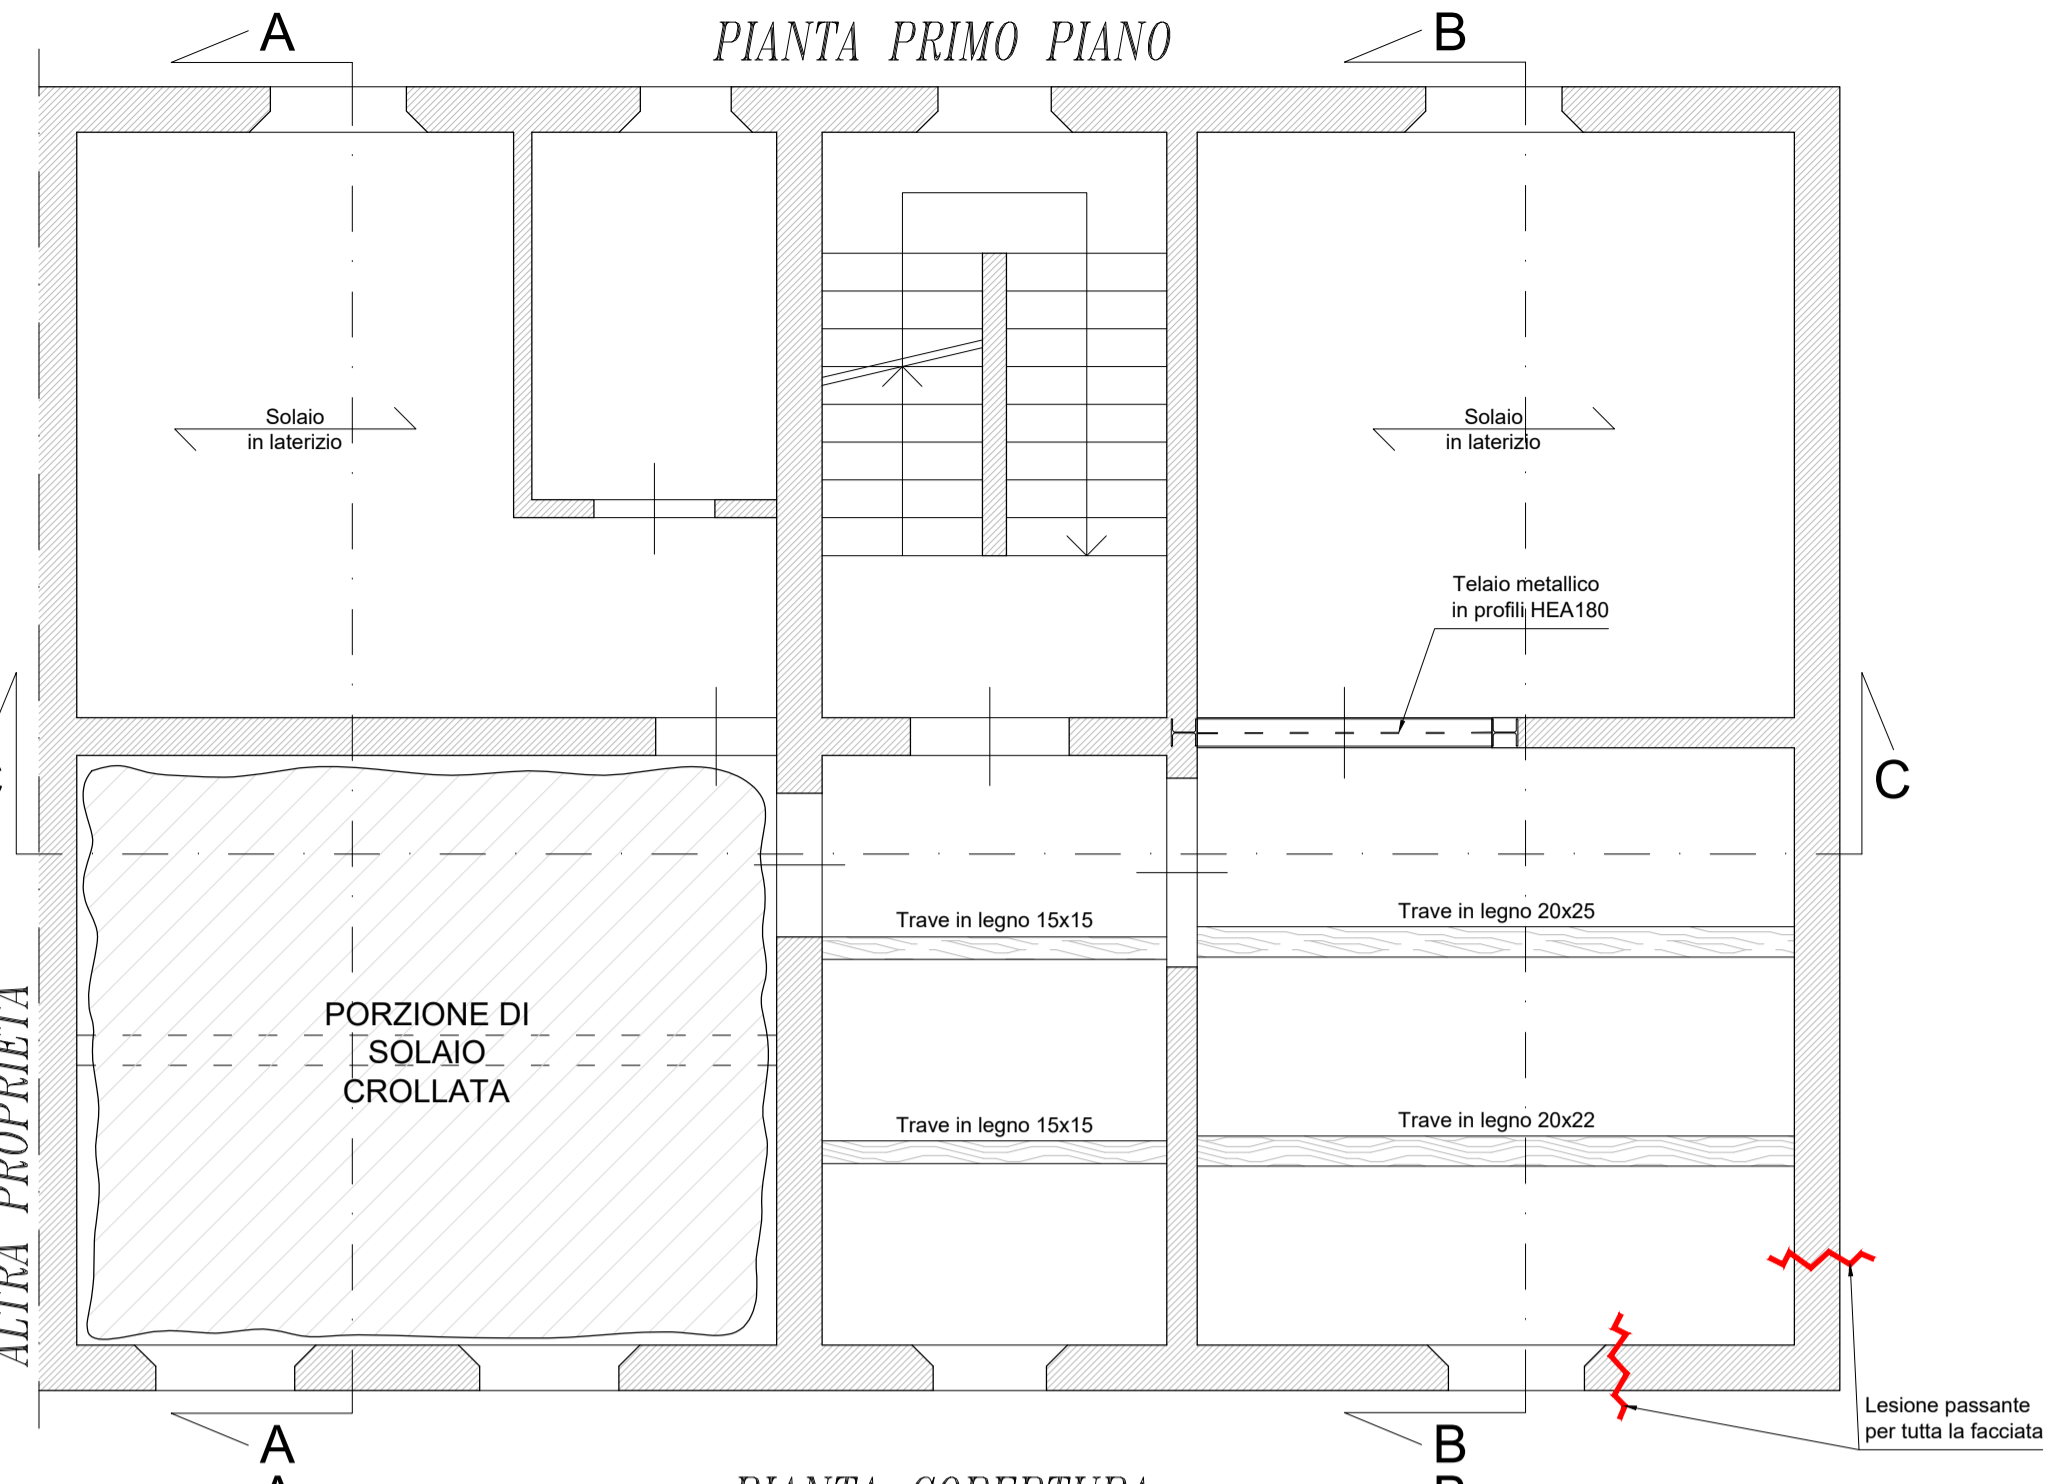 A
PIANTA PRIMO PIANO
B
Solaio
in laterizio
Solaio
in laterizio
Telaio metallico
in profili HEA180
C
Trave in legno 15x15
Trave in legno 20x25
PORZIONE DI
SOLAIO
CROLLATA
ALTRA PROPRIETA
Trave in legno 15x15
Trave in legno 20x22
Lesione passante
per tutta la facciata
A
B
PIANTA COPERTURA